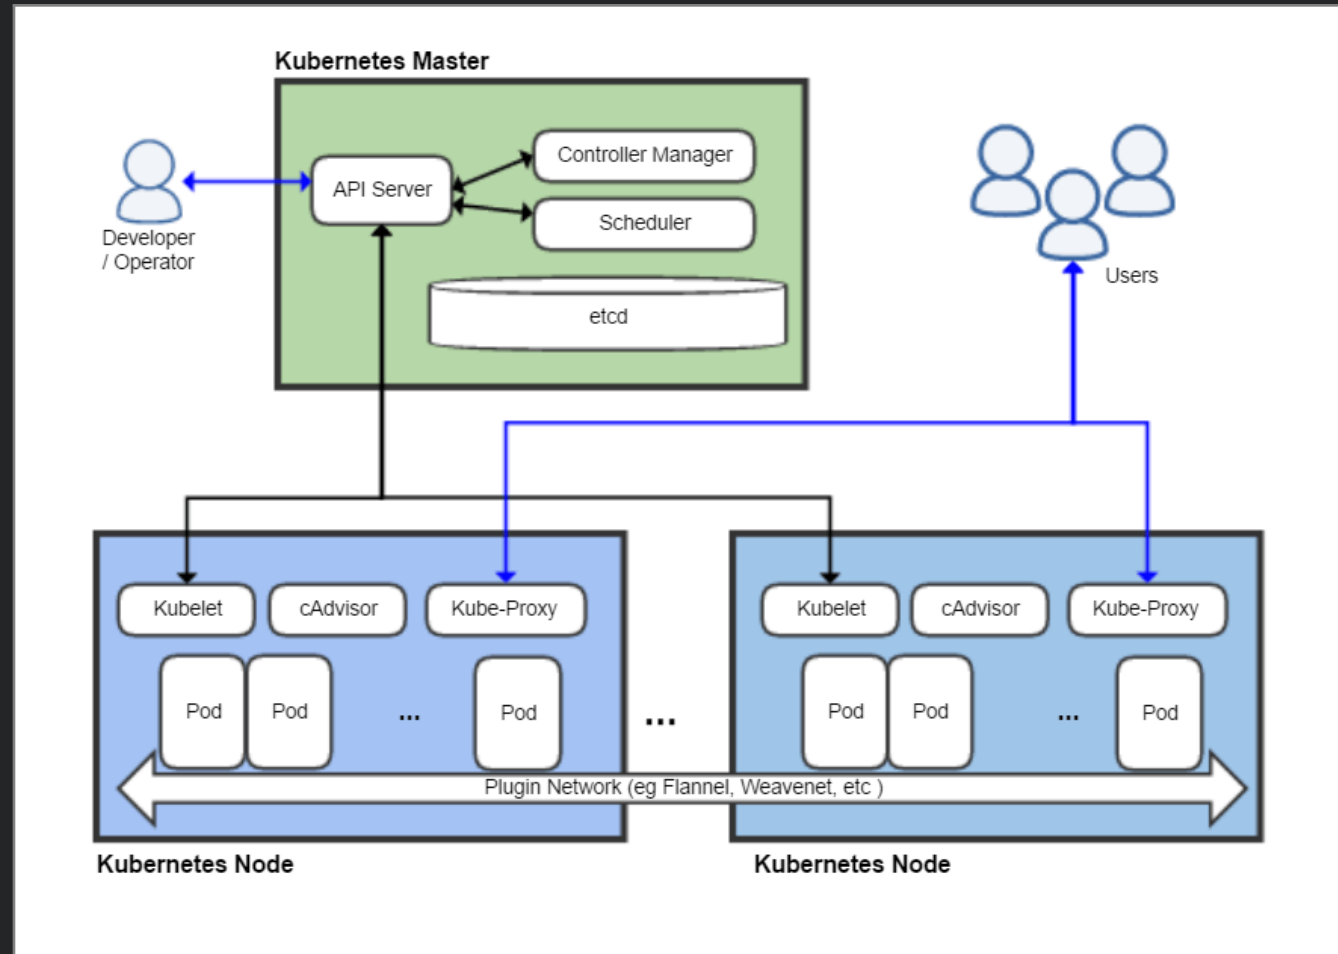 Kubernetes Master
Controller Manager
API Server
Scheduler
Developer
/ Operator
etcd
Users
Kubelet
cAdvisor
Kube-Proxy
Pod
Pod
...
Pod
...
Kubelet
cAdvisor
Kube-Proxy
Pod
Pod
...
Pod
Plugin Network (eg Flannel, Weavenet, etc )
Kubernetes Node
Kubernetes Node